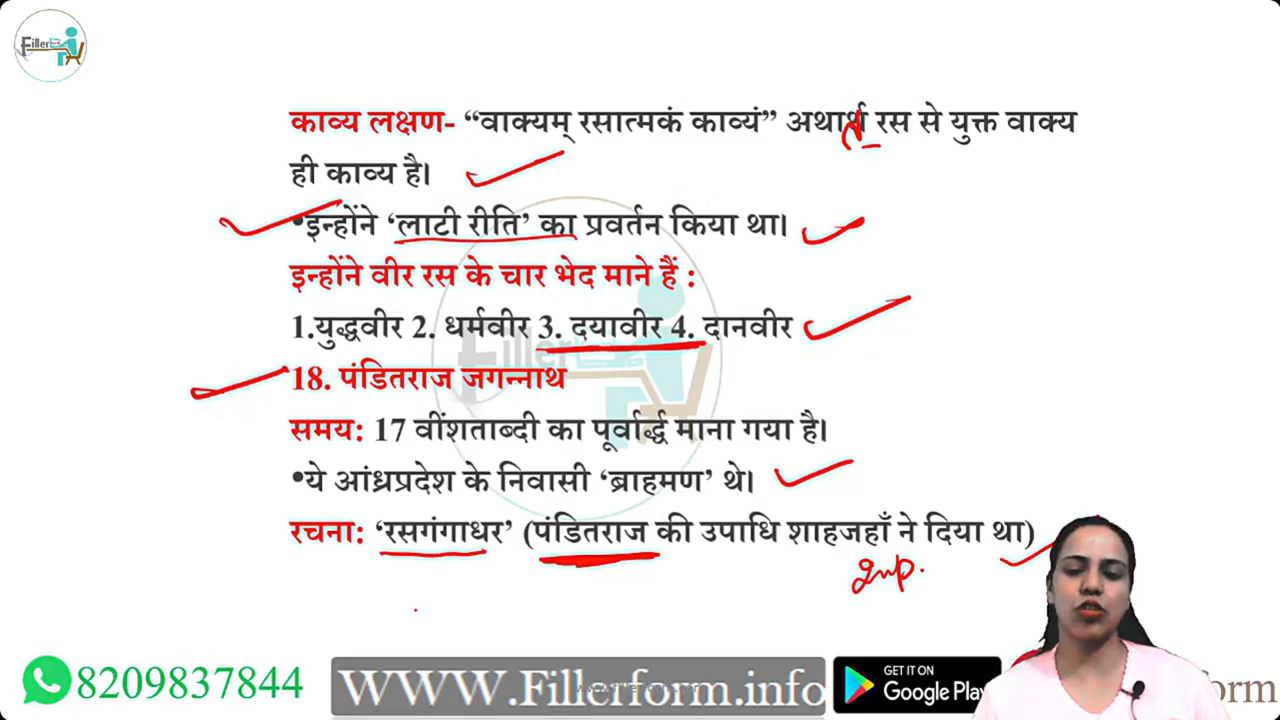 Fillerform
काव्य लक्षण- “वाक्यम् रसात्मकं काव्यं” अथार्थ रस से युक्त वाक्य
ही काव्य है।
•इन्होंने ‘लाटी रीति’ का प्रवर्तन किया था।
इन्होंने वीर रस के चार भेद माने हैं :
1.युद्धवीर 2. धर्मवीर 3. दयावीर 4. दानवीर
18. पंडितराज जगन्नाथ
समय: 17 वींशताब्दी का पूर्वार्द्ध माना गया है।
•ये आंध्रप्रदेश के निवासी ‘ब्राहमण’ थे।
रचना: ‘रसगंगाधर’ (पंडितराज की उपाधि शाहजहाँ ने दिया था)
Imp.
8209837844
WWW.Fillerform.info
GET IT ON
Google Play
orm